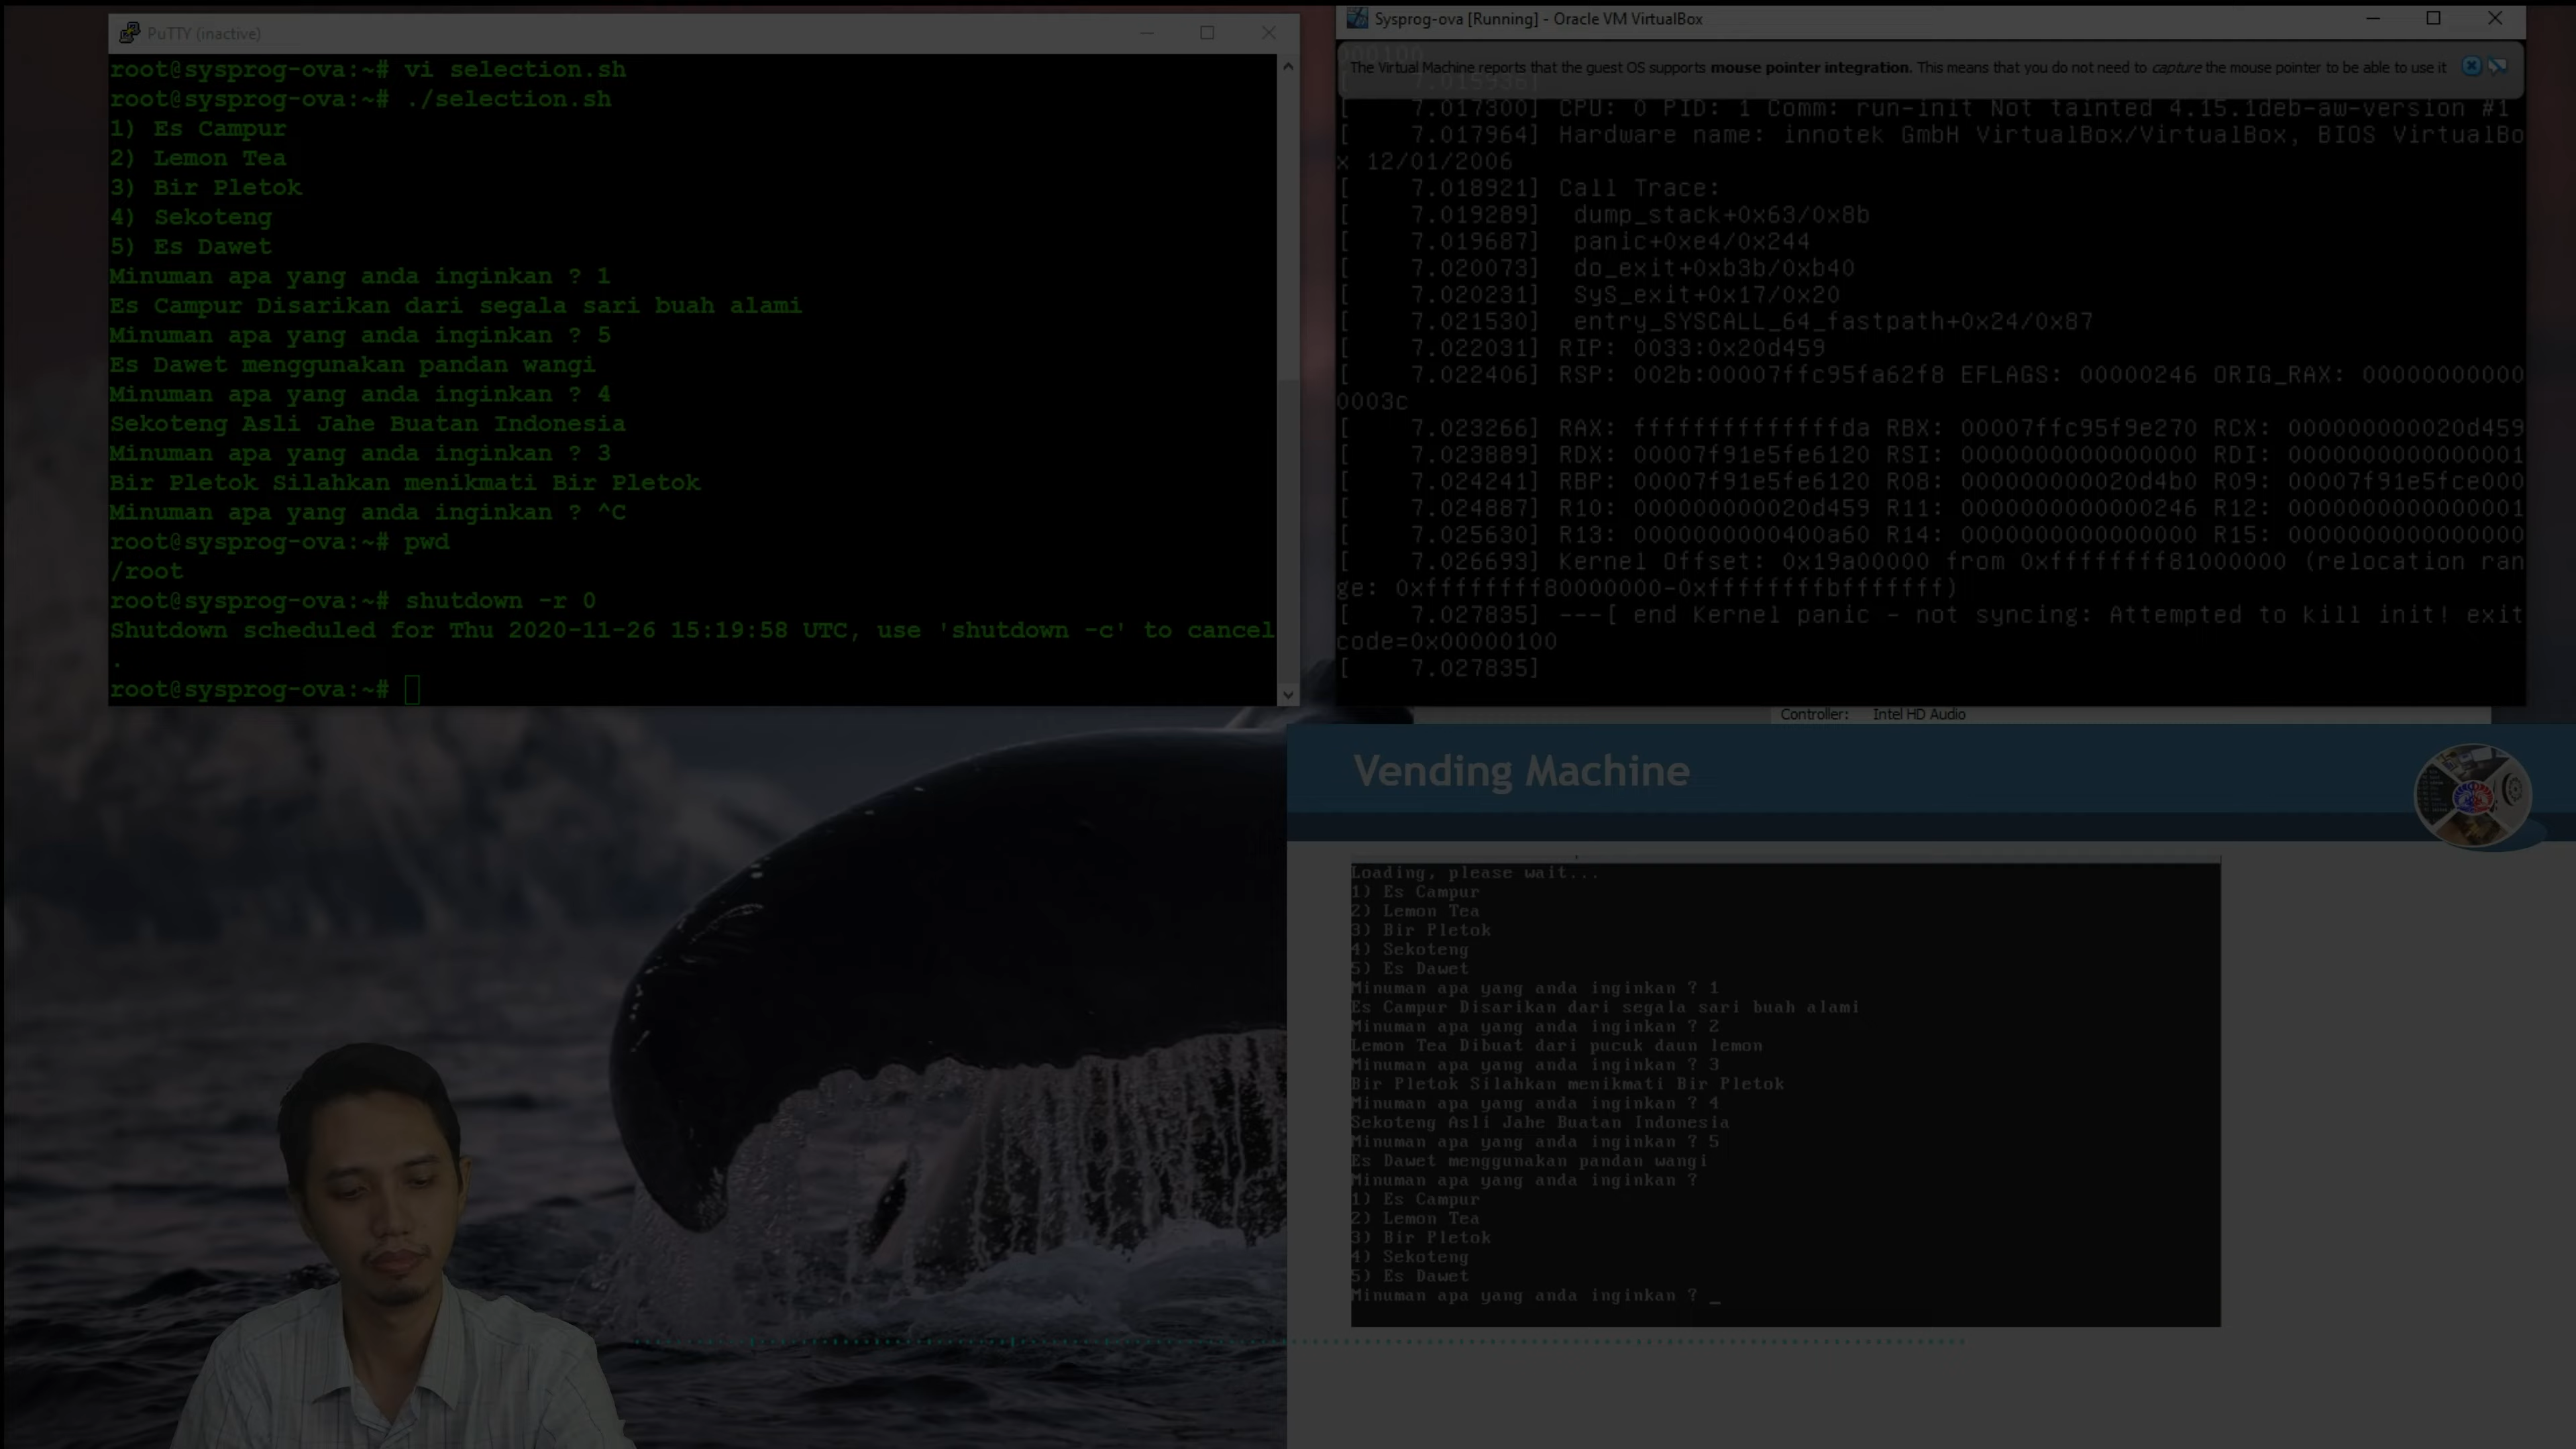 PuTTY (inactive)
root@sysprog-ova:~# vi selection.sh
root@sysprog-ova:~# ./selection.sh
1) Es Campur
2) Lemon Tea
3) Bir Pletok
4) Sekoteng
5) Es Dawet
Minuman apa yang anda inginkan ? 1
Es Campur Disarikan dari segala sari buah alami
Minuman apa yang anda inginkan ? 5
Es Dawet menggunakan pandan wangi
Minuman apa yang anda inginkan ? 4
Sekoteng Asli Jahe Buatan Indonesia
Minuman apa yang anda inginkan ? 3
Bir Pletok Silahkan menikmati Bir Pletok
Minuman apa yang anda inginkan ? ^C
root@sysprog-ova:~# pwd
/root
root@sysprog-ova:~# shutdown -r 0
Shutdown scheduled for Thu 2020-11-26 15:19:58 UTC, use 'shutdown -c' to cancel
.
root@sysprog-ova:~#
Sysprog-ova [Running] - Oracle VM VirtualBox
000100
The Virtual Machine reports that the guest OS supports mouse pointer integration. This means that you do not need to capture the mouse pointer to be able to use it
7.015936]
[ 7.017300] CPU: 0 PID: 1 Comm: run-init Not tainted 4.15.1deb-aw-version #1
[ 7.017964] Hardware name: innotek GmbH VirtualBox/VirtualBox, BIOS VirtualBo
x 12/01/2006
[ 7.018921] Call Trace:
[ 7.019289] dump_stack+0x63/0x8b
[ 7.019687] panic+0xe4/0x244
[ 7.020073] do_exit+0xb3b/0xb40
[ 7.020231] SyS_exit+0x17/0x20
[ 7.021530] entry_SYSCALL_64_fastpath+0x24/0x87
[ 7.022031] RIP: 0033:0x20d459
[ 7.022406] RSP: 002b:00007ffc95fa62f8 EFLAGS: 00000246 ORIG_RAX: 000000000000
0003c
[ 7.023266] RAX: ffffffffffffffda RBX: 00007ffc95f9e270 RCX: 000000000020d459
[ 7.023889] RDX: 00007f91e5fe6120 RSI: 0000000000000000 RDI: 0000000000000001
[ 7.024241] RBP: 00007f91e5fe6120 R08: 000000000020d4b0 R09: 00007f91e5fce000
[ 7.024887] R10: 000000000020d459 R11: 0000000000000246 R12: 0000000000000001
[ 7.025630] R13: 0000000000400a60 R14: 0000000000000000 R15: 0000000000000000
[ 7.026693] Kernel Offset: 0x19a00000 from 0xffffffff81000000 (relocation ran
ge: 0xffffffff80000000-0xffffffffbfffffff)
[ 7.027835] ---[ end Kernel panic - not syncing: Attempted to kill init! exit
code=0x00000100
[ 7.027835]
Controller: Intel HD Audio
Vending Machine
Loading, please wait...
1) Es Campur
2) Lemon Tea
3) Bir Pletok
4) Sekoteng
5) Es Dawet
Minuman apa yang anda inginkan ? 1
Es Campur Disarikan dari segala sari buah alami
Minuman apa yang anda inginkan ? 2
Lemon Tea Dibuat dari pucuk daun lemon
Minuman apa yang anda inginkan ? 3
Bir Pletok Silahkan menikmati Bir Pletok
Minuman apa yang anda inginkan ? 4
Sekoteng Asli Jahe Buatan Indonesia
Minuman apa yang anda inginkan ? 5
Es Dawet menggunakan pandan wangi
Minuman apa yang anda inginkan ?
1) Es Campur
2) Lemon Tea
3) Bir Pletok
4) Sekoteng
5) Es Dawet
Minuman apa yang anda inginkan ? _